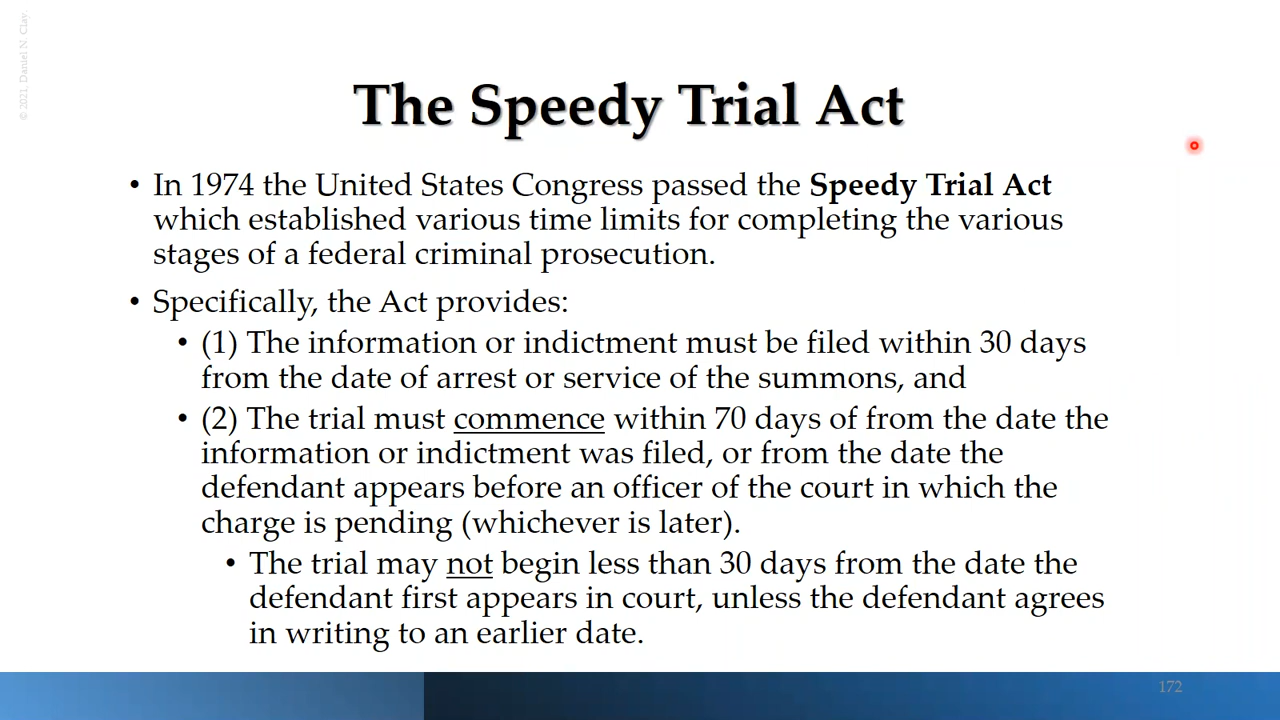 © 2021, Daniel N. Clay.
The Speedy Trial Act
• In 1974 the United States Congress passed the Speedy Trial Act
which established various time limits for completing the various
stages of a federal criminal prosecution.
• Specifically, the Act provides:
• (1) The information or indictment must be filed within 30 days
from the date of arrest or service of the summons, and
• (2) The trial must commence within 70 days of from the date the
information or indictment was filed, or from the date the
defendant appears before an officer of the court in which the
charge is pending (whichever is later).
• The trial may not begin less than 30 days from the date the
defendant first appears in court, unless the defendant agrees
in writing to an earlier date.
172